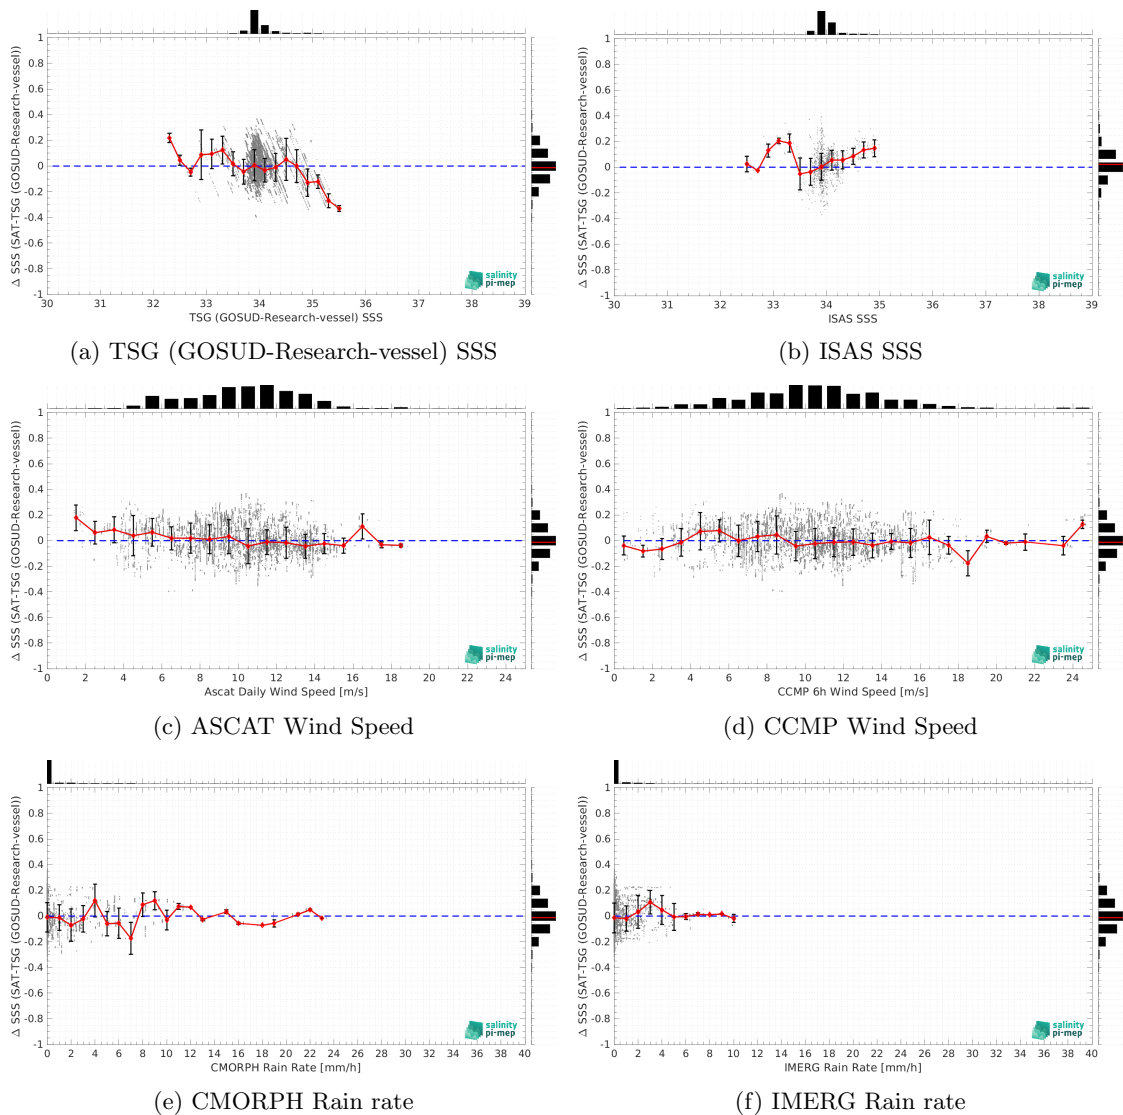 1
0.8
0.6
0.4
0.2
0
-0.2
-0.4
-0.6
-0.8
-1
Δ SSS (SAT-TSG (GOSUD-Research-vessel))
30 31 32 33 34 35 36 37 38 39
TSG (GOSUD-Research-vessel) SSS
salinity
pi-mep
(a) TSG (GOSUD-Research-vessel) SSS
1
0.8
0.6
0.4
0.2
0
-0.2
-0.4
-0.6
-0.8
-1
Δ SSS (SAT-TSG (GOSUD-Research-vessel))
30 31 32 33 34 35 36 37 38 39
ISAS SSS
salinity
pi-mep
(b) ISAS SSS
1
0.8
0.6
0.4
0.2
0
-0.2
-0.4
-0.6
-0.8
-1
Δ SSS (SAT-TSG (GOSUD-Research-vessel))
0 2 4 6 8 10 12 14 16 18 20 22 24
Ascat Daily Wind Speed [m/s]
salinity
pi-mep
(c) ASCAT Wind Speed
1
0.8
0.6
0.4
0.2
0
-0.2
-0.4
-0.6
-0.8
-1
Δ SSS (SAT-TSG (GOSUD-Research-vessel))
0 2 4 6 8 10 12 14 16 18 20 22 24
CCMP 6h Wind Speed [m/s]
salinity
pi-mep
(d) CCMP Wind Speed
1
0.8
0.6
0.4
0.2
0
-0.2
-0.4
-0.6
-0.8
-1
Δ SSS (SAT-TSG (GOSUD-Research-vessel))
0 2 4 6 8 10 12 14 16 18 20 22 24 26 28 30 32 34 36 38 40
CMORPH Rain Rate [mm/h]
salinity
pi-mep
(e) CMORPH Rain rate
1
0.8
0.6
0.4
0.2
0
-0.2
-0.4
-0.6
-0.8
-1
Δ SSS (SAT-TSG (GOSUD-Research-vessel))
0 2 4 6 8 10 12 14 16 18 20 22 24 26 28 30 32 34 36 38 40
IMERG Rain Rate [mm/h]
salinity
pi-mep
(f) IMERG Rain rate